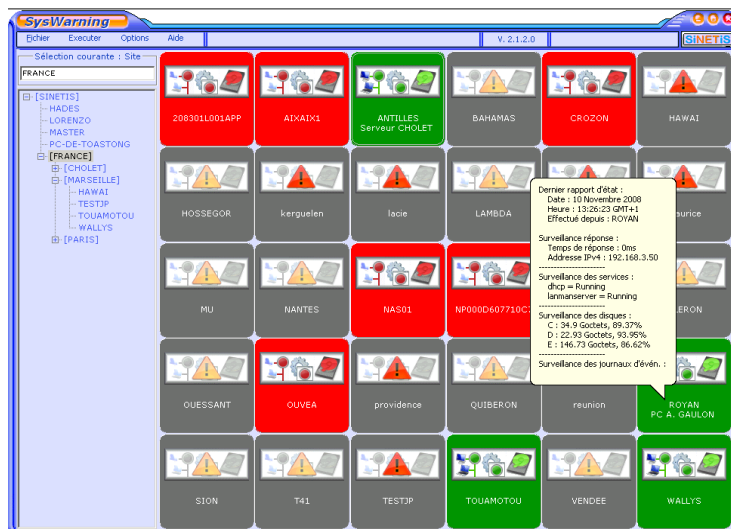 SysWarning
Fichier Executer Options Aide V. 2.1.2.0 SiNETiS
Sélection courante : Site
FRANCE
[SINETIS]
HADES
LORENZO
MASTER
PC-DE-TOASTONG
[FRANCE]
[CHOLET]
[MARSEILLE]
HAWAI
TESTJP
TOUAMOTOU
WALLYS
[PARIS]
208301L001APP
AIXAIX1
ANTILLES
Serveur CHOLET
BAHAMAS
CROZON
HAWAI
HOSSEGOR
kerguelen
lacie
LAMBDA
aurice
MU
NANTES
NAS01
NP000D607710C
LERON
OUESSANT
OUVEA
providence
QUIBERON
reunion
ROYAN
PC A. GAULON
SION
T41
TESTJP
TOUAMOTOU
VENDEE
WALLYS
Dernier rapport d'état :
Date : 10 Novembre 2008
Heure : 13:26:23 GMT+1
Effectué depuis : ROYAN
Surveillance réponse :
Temps de réponse : 0ms
Addresse IPv4 : 192.168.3.50
----------------------
Surveillance des services :
dhcp = Running
lanmanserver = Running
----------------------
Surveillance des disques :
C : 34.9 Goctets, 89.37%
D : 22.93 Goctets, 93.95%
E : 146.73 Goctets, 86.62%
----------------------
Surveillance des journaux d'évén. :